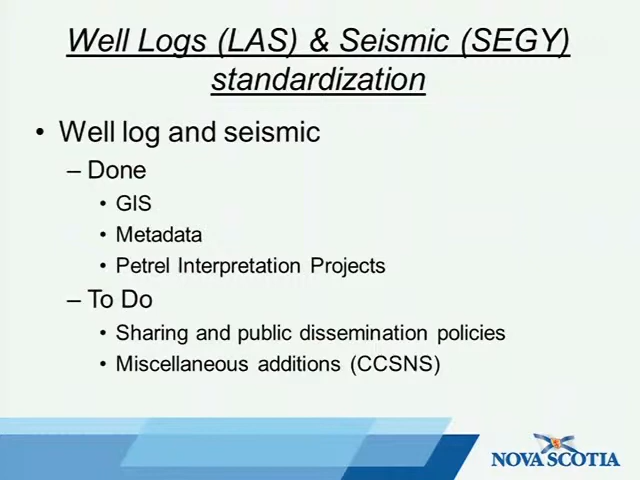 Well Logs (LAS) & Seismic (SEGY)
standardization
• Well log and seismic
– Done
• GIS
• Metadata
• Petrel Interpretation Projects
– To Do
• Sharing and public dissemination policies
• Miscellaneous additions (CCSNS)
NOVA SCOTIA